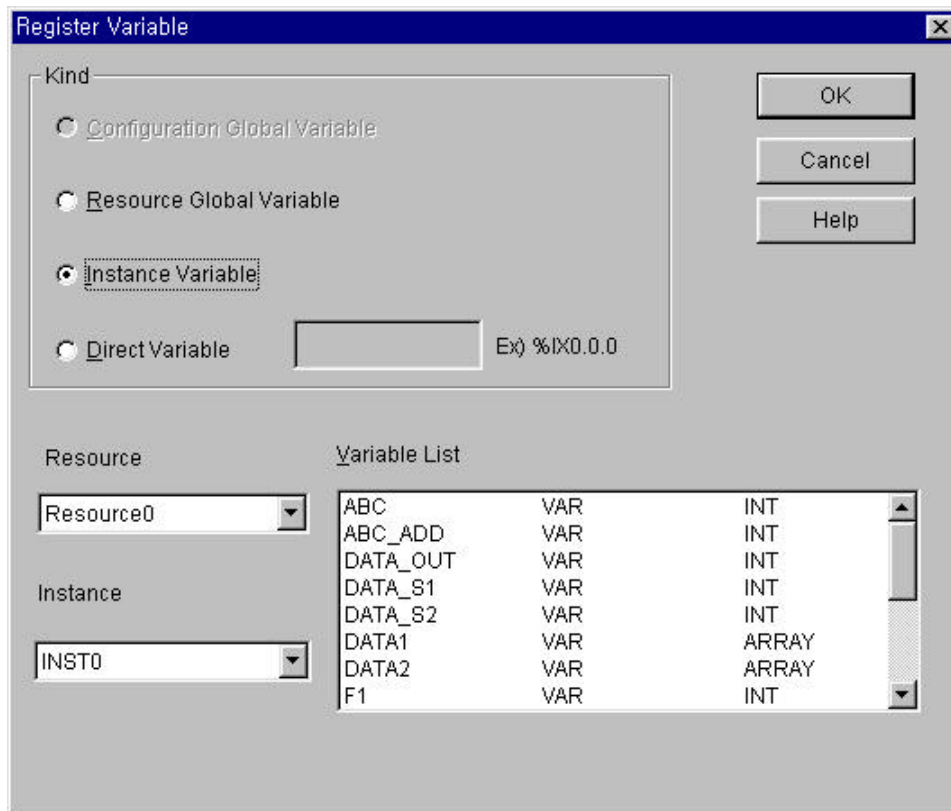 Register Variable
Kind
Configuration Global Variable
Resource Global Variable
Instance Variable
Direct Variable Ex) %IX0.0.0
OK
Cancel
Help
Resource
Resource0
Instance
INST0
Variable List
ABC VAR INT
ABC_ADD VAR INT
DATA_OUT VAR INT
DATA_S1 VAR INT
DATA_S2 VAR INT
DATA1 VAR ARRAY
DATA2 VAR ARRAY
F1 VAR INT